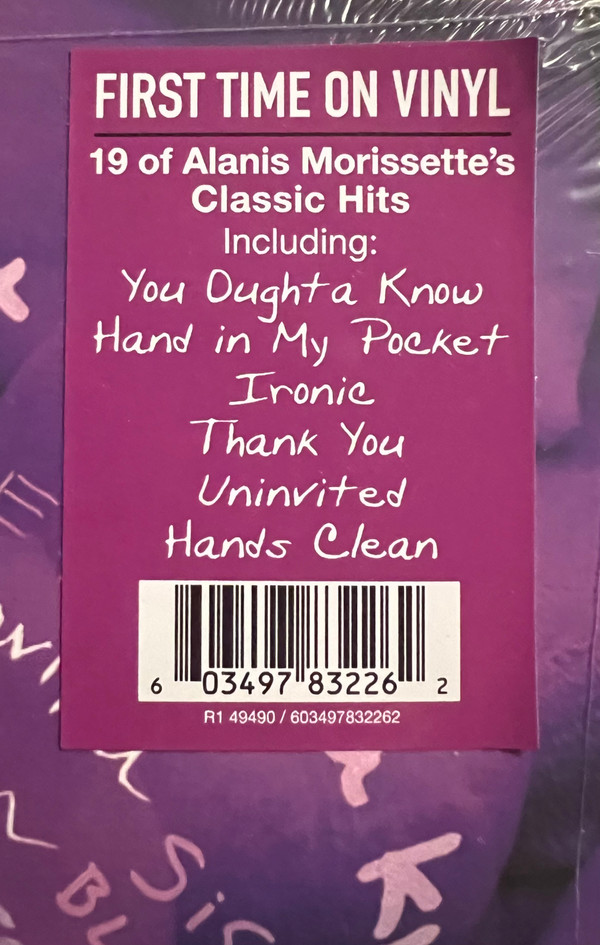 FIRST TIME ON VINYL
19 of Alanis Morissette's
Classic Hits
Including:
You Oughta Know
Hand in My Pocket
Ironic
Thank You
Uninvited
Hands Clean
6 03497 83226 2
R1 49490 / 603497832262